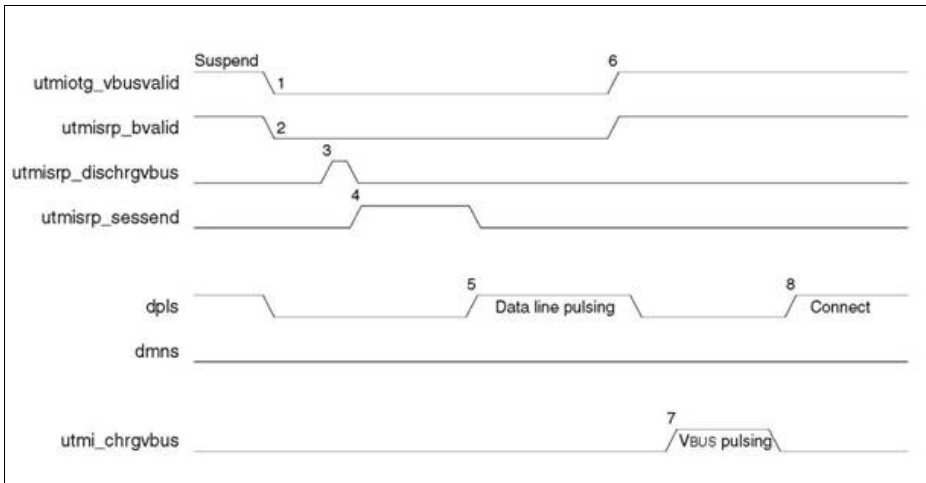 Suspend
6
utmiotg_vbusvalid
1
utmisrp_bvalid
2
3
utmisrp_dischrgvbus
4
utmisrp_sessend
5
8
dpls
Data line pulsing
Connect
dmns
7
utmi_chrgvbus
VBUS pulsing